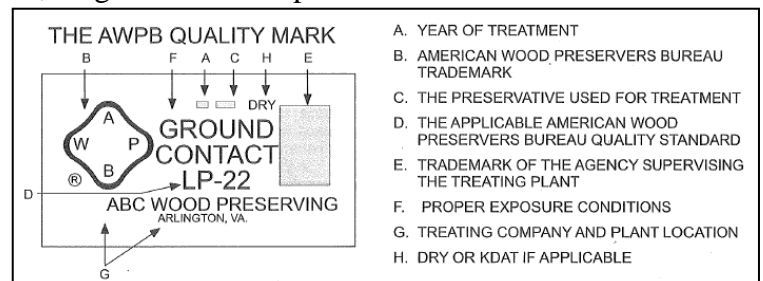 THE AWPB QUALITY MARK
B F A C H E
DRY
A
W P
B
®
GROUND
CONTACT
LP-22
D
ABC WOOD PRESERVING
ARLINGTON, VA.
G
A. YEAR OF TREATMENT
B. AMERICAN WOOD PRESERVERS BUREAU
TRADEMARK
C. THE PRESERVATIVE USED FOR TREATMENT
D. THE APPLICABLE AMERICAN WOOD
PRESERVERS BUREAU QUALITY STANDARD
E. TRADEMARK OF THE AGENCY SUPERVISING
THE TREATING PLANT
F. PROPER EXPOSURE CONDITIONS
G. TREATING COMPANY AND PLANT LOCATION
H. DRY OR KDAT IF APPLICABLE